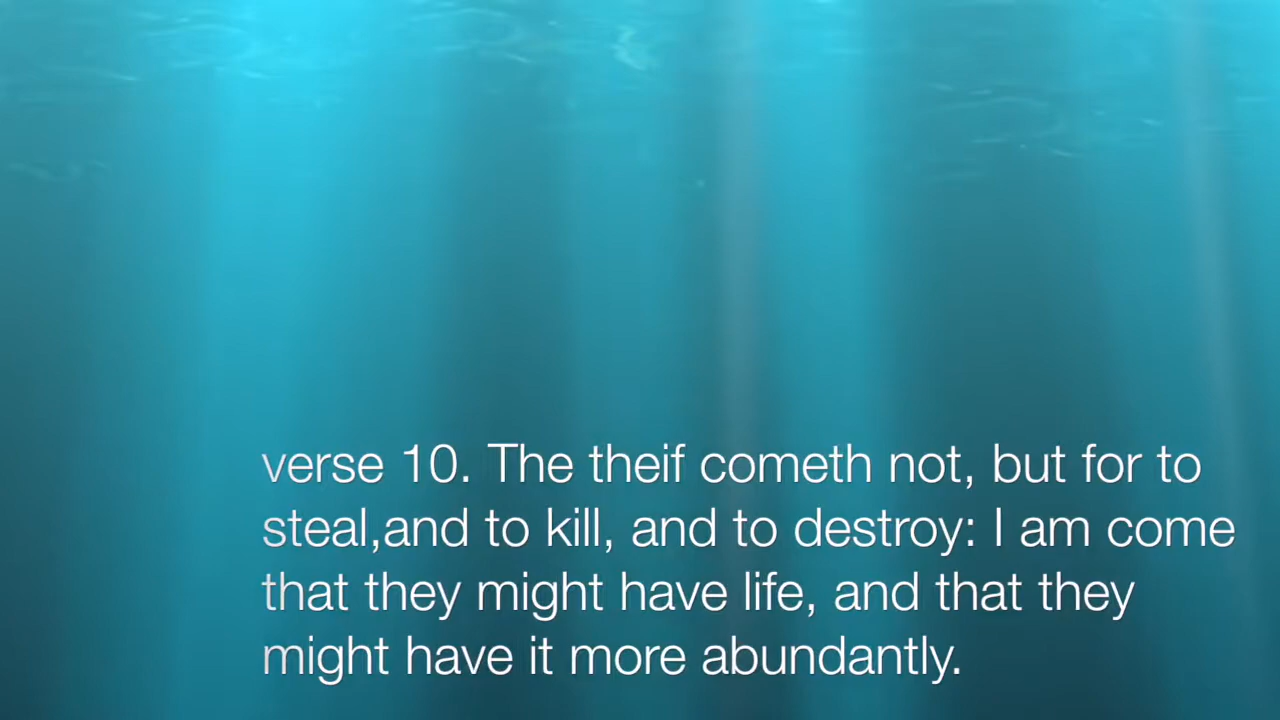 verse 10. The theif cometh not, but for to
steal,and to kill, and to destroy: I am come
that they might have life, and that they
might have it more abundantly.